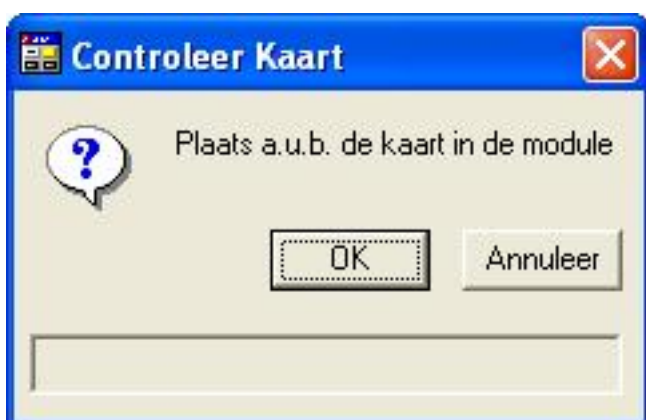 Controleer Kaart
Plaats a.u.b. de kaart in de module
OK
Annuleer